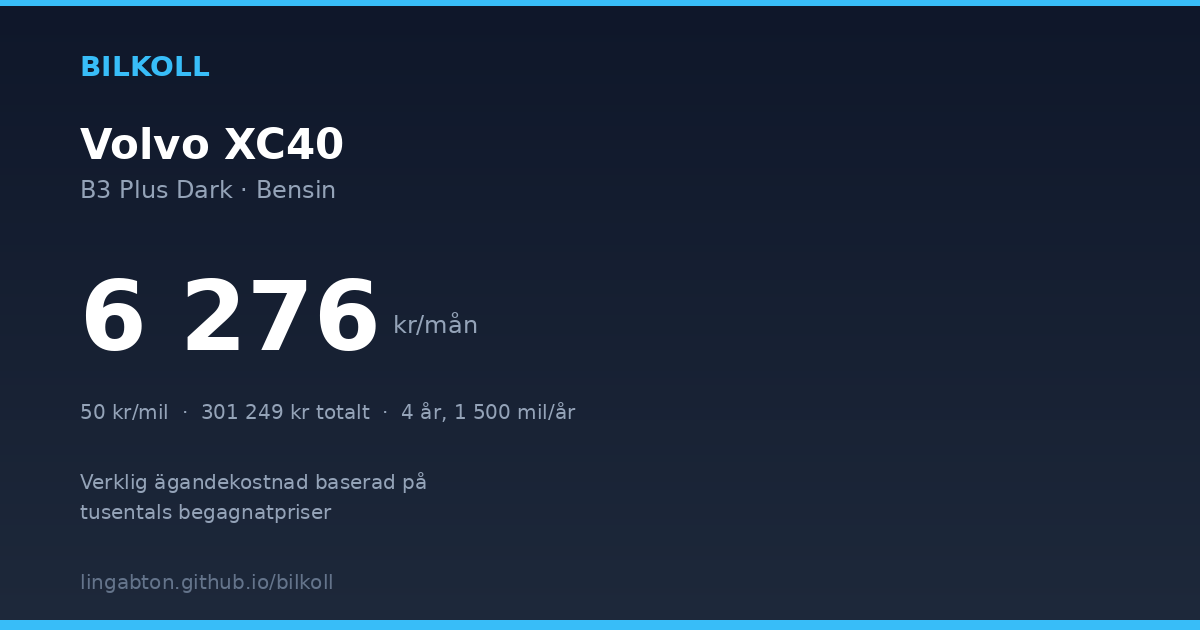 BILKOLL
Volvo XC40
B3 Plus Dark · Bensin
6 276 kr/mån
50 kr/mil · 301 249 kr totalt · 4 år, 1 500 mil/år
Verklig ägandekostnad baserad på
tusentals begagnatpriser
lingabton.github.io/bilkoll